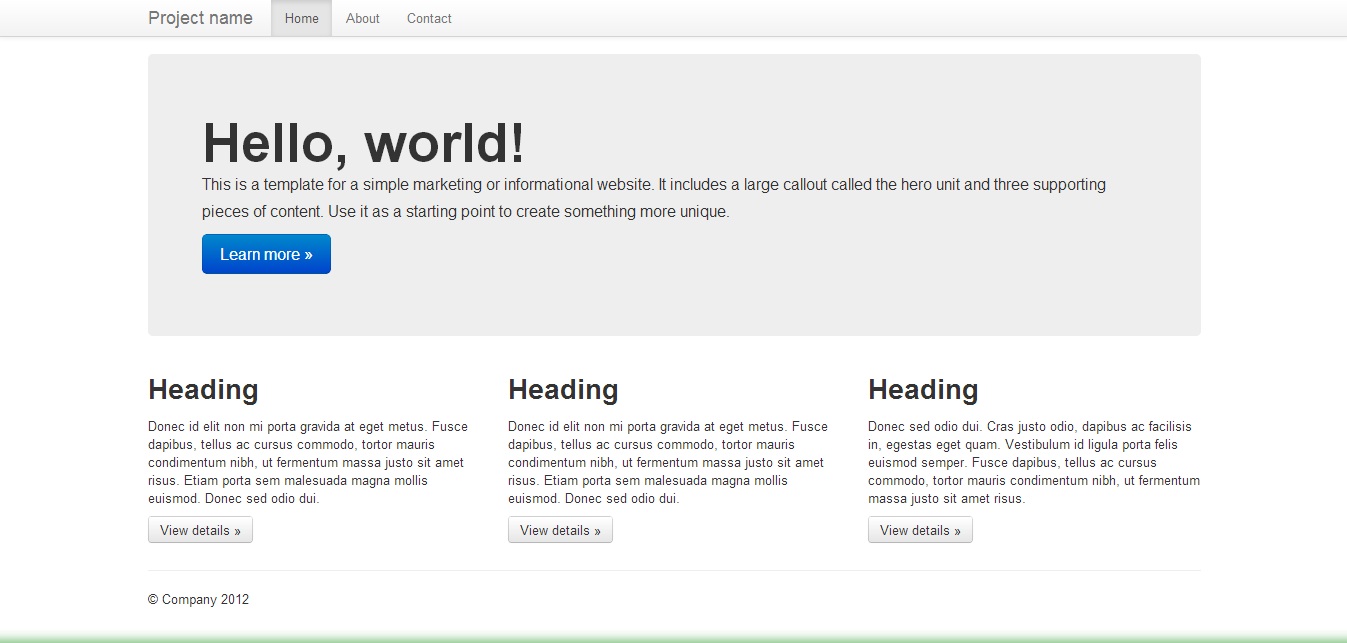 Project name Home About Contact
Hello, world!
This is a template for a simple marketing or informational website. It includes a large callout called the hero unit and three supporting
pieces of content. Use it as a starting point to create something more unique.
Learn more »
Heading
Donec id elit non mi porta gravida at eget metus. Fusce
dapibus, tellus ac cursus commodo, tortor mauris
condimentum nibh, ut fermentum massa justo sit amet
risus. Etiam porta sem malesuada magna mollis
euismod. Donec sed odio dui.
View details »
Heading
Donec id elit non mi porta gravida at eget metus. Fusce
dapibus, tellus ac cursus commodo, tortor mauris
condimentum nibh, ut fermentum massa justo sit amet
risus. Etiam porta sem malesuada magna mollis
euismod. Donec sed odio dui.
View details »
Heading
Donec sed odio dui. Cras justo odio, dapibus ac facilisis
in, egestas eget quam. Vestibulum id ligula porta felis
euismod semper. Fusce dapibus, tellus ac cursus
commodo, tortor mauris condimentum nibh, ut fermentum
massa justo sit amet risus.
View details »
© Company 2012